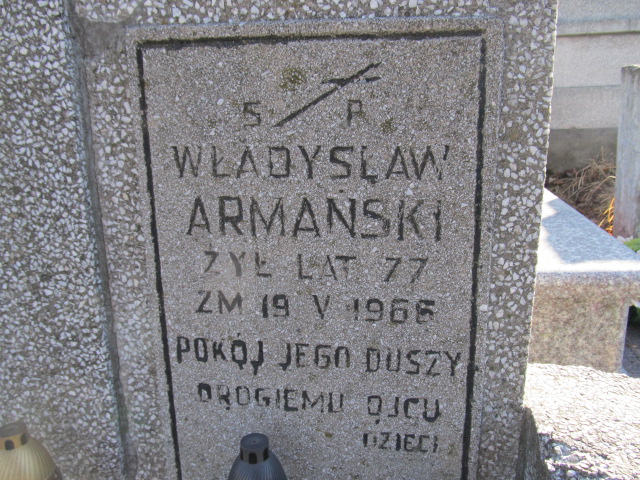 Ś P
WŁADYSŁAW
ARMAŃSKI
ŻYŁ LAT 77
ZM 19 V 1966
POKÓJ JEGO DUSZY
DROGIEMU OJCU
DZIECI